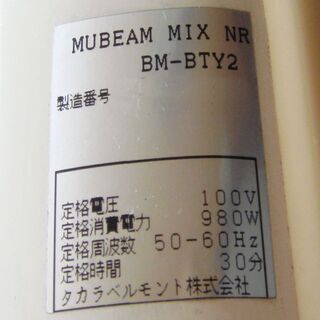 MUBEAM MIX NR
BM-BTY2
製造番号
定格電圧 100V
定格消費電力 980W
定格周波数 50-60Hz
定格時間 30分
タカラベルモント株式会社